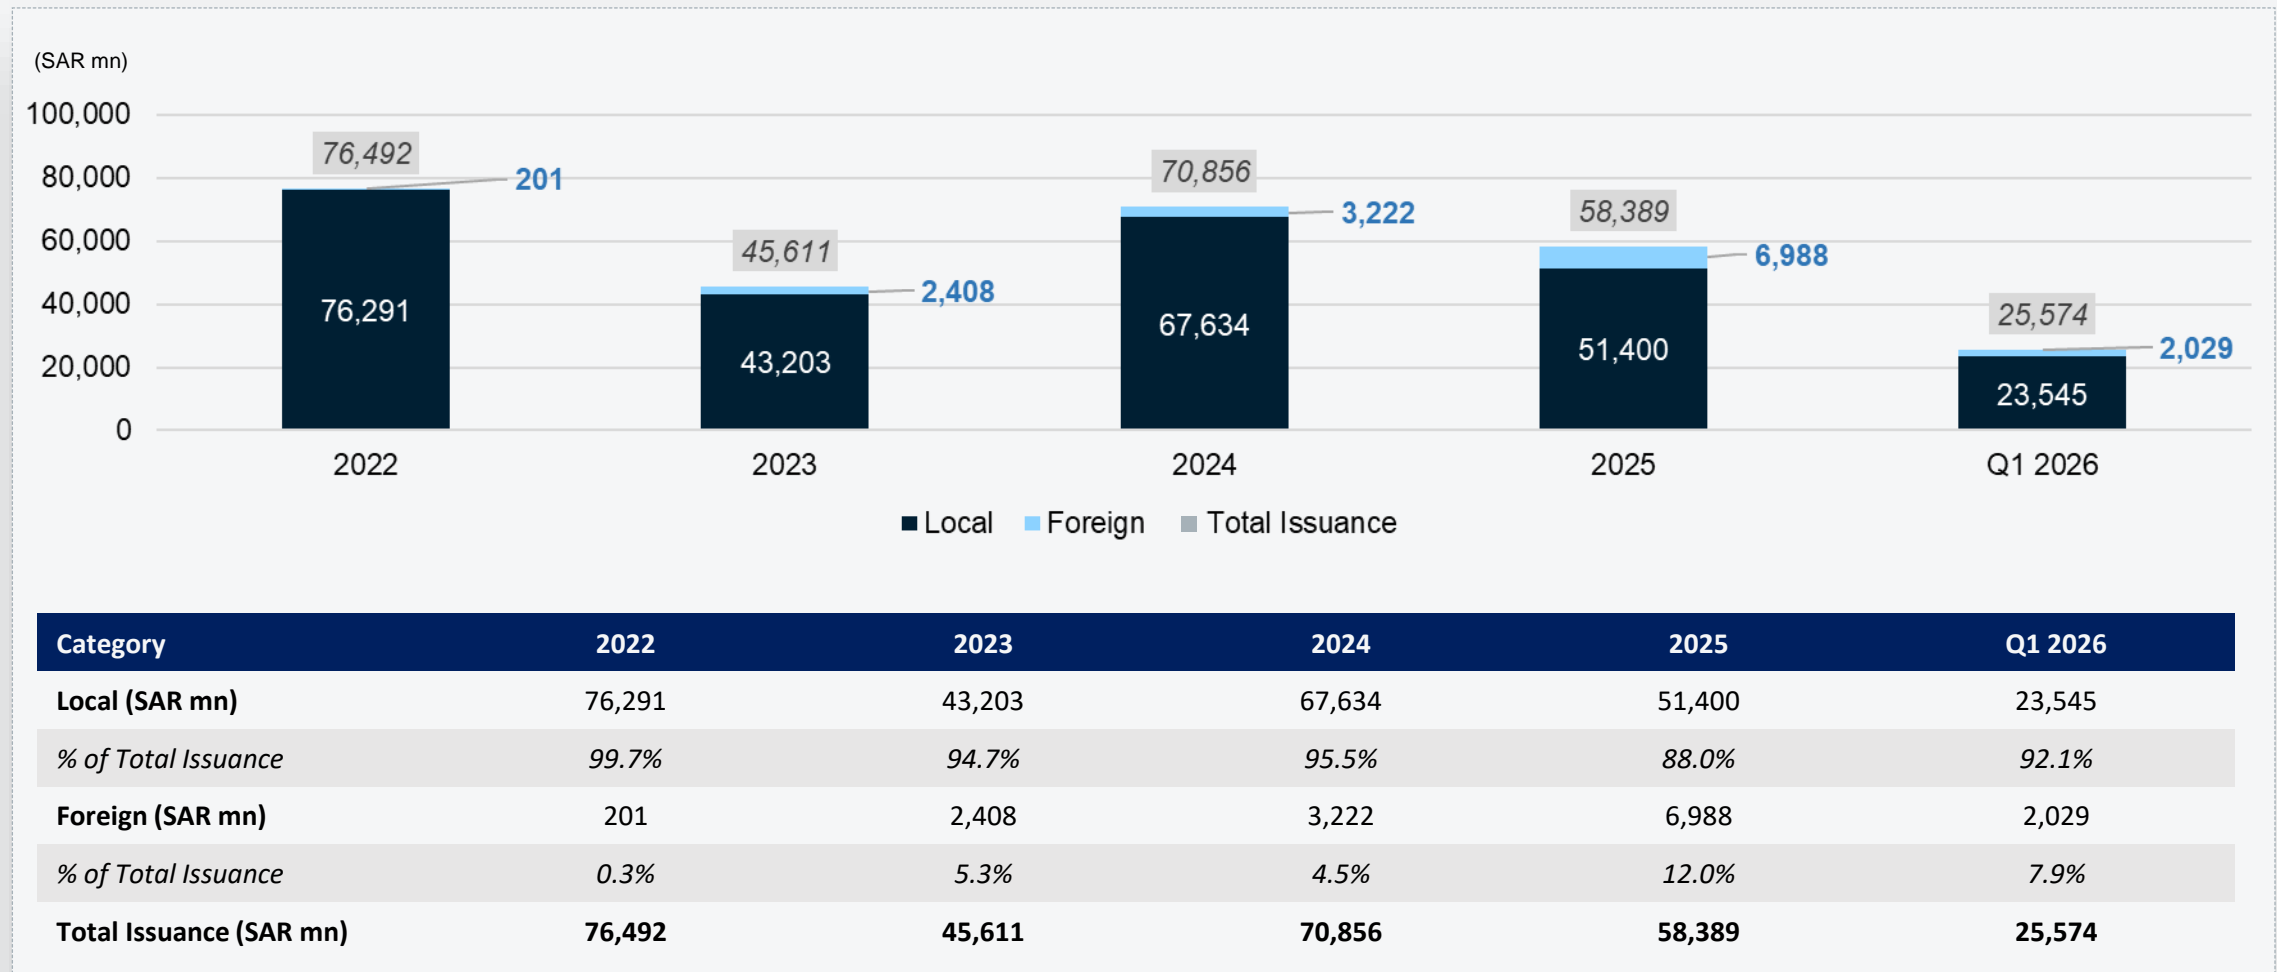 (SAR mn)
100,000
80,000
60,000
40,000
20,000
0
76,492
201
76,291
45,611
2,408
43,203
70,856
3,222
67,634
58,389
6,988
51,400
25,574
2,029
23,545
2022 2023 2024 2025 Q1 2026
Local Foreign Total Issuance
Category 2022 2023 2024 2025 Q1 2026
Local (SAR mn) 76,291 43,203 67,634 51,400 23,545
% of Total Issuance 99.7% 94.7% 95.5% 88.0% 92.1%
Foreign (SAR mn) 201 2,408 3,222 6,988 2,029
% of Total Issuance 0.3% 5.3% 4.5% 12.0% 7.9%
Total Issuance (SAR mn) 76,492 45,611 70,856 58,389 25,574